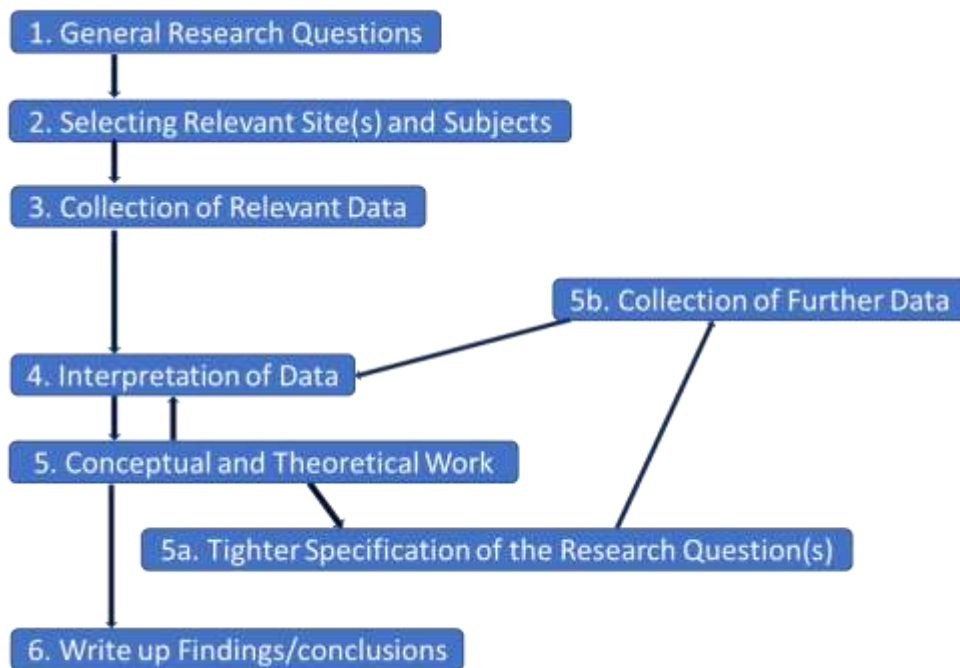 1. General Research Questions
2. Selecting Relevant Site(s) and Subjects
3. Collection of Relevant Data
5b. Collection of Further Data
4. Interpretation of Data
5. Conceptual and Theoretical Work
5a. Tighter Specification of the Research Question(s)
6. Write up Findings/conclusions